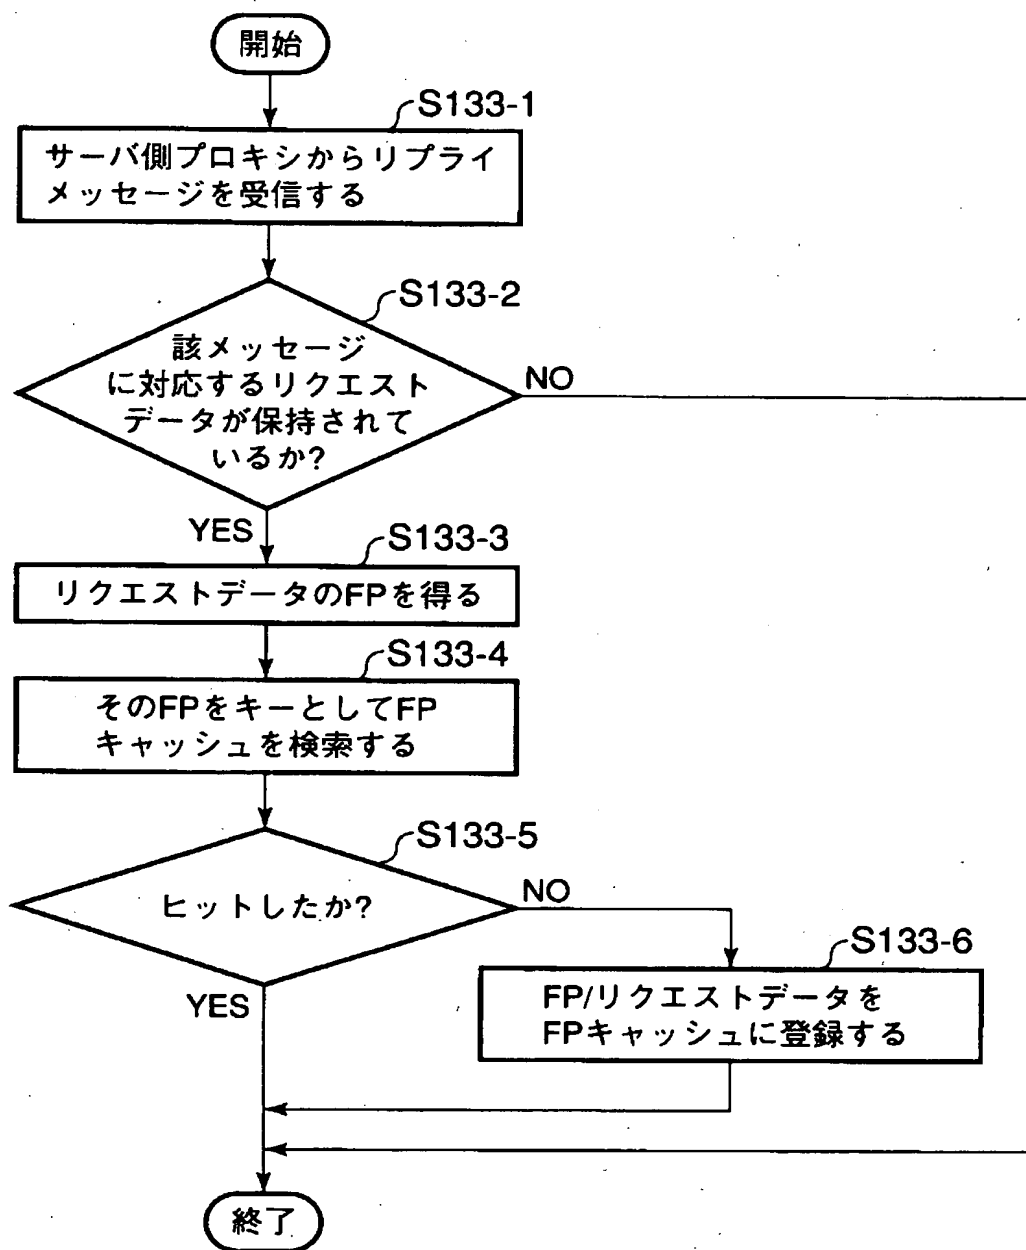 開始
S133-1
サーバ側プロキシからリプライ
メッセージを受信する
S133-2
該メッセージ
に対応するリクエスト
データが保持されて
いるか?
NO
YES
S133-3
リクエストデータのFPを得る
S133-4
そのFPをキーとしてFP
キャッシュを検索する
S133-5
ヒットしたか?
NO
YES
S133-6
FP/リクエストデータを
FPキャッシュに登録する
終了